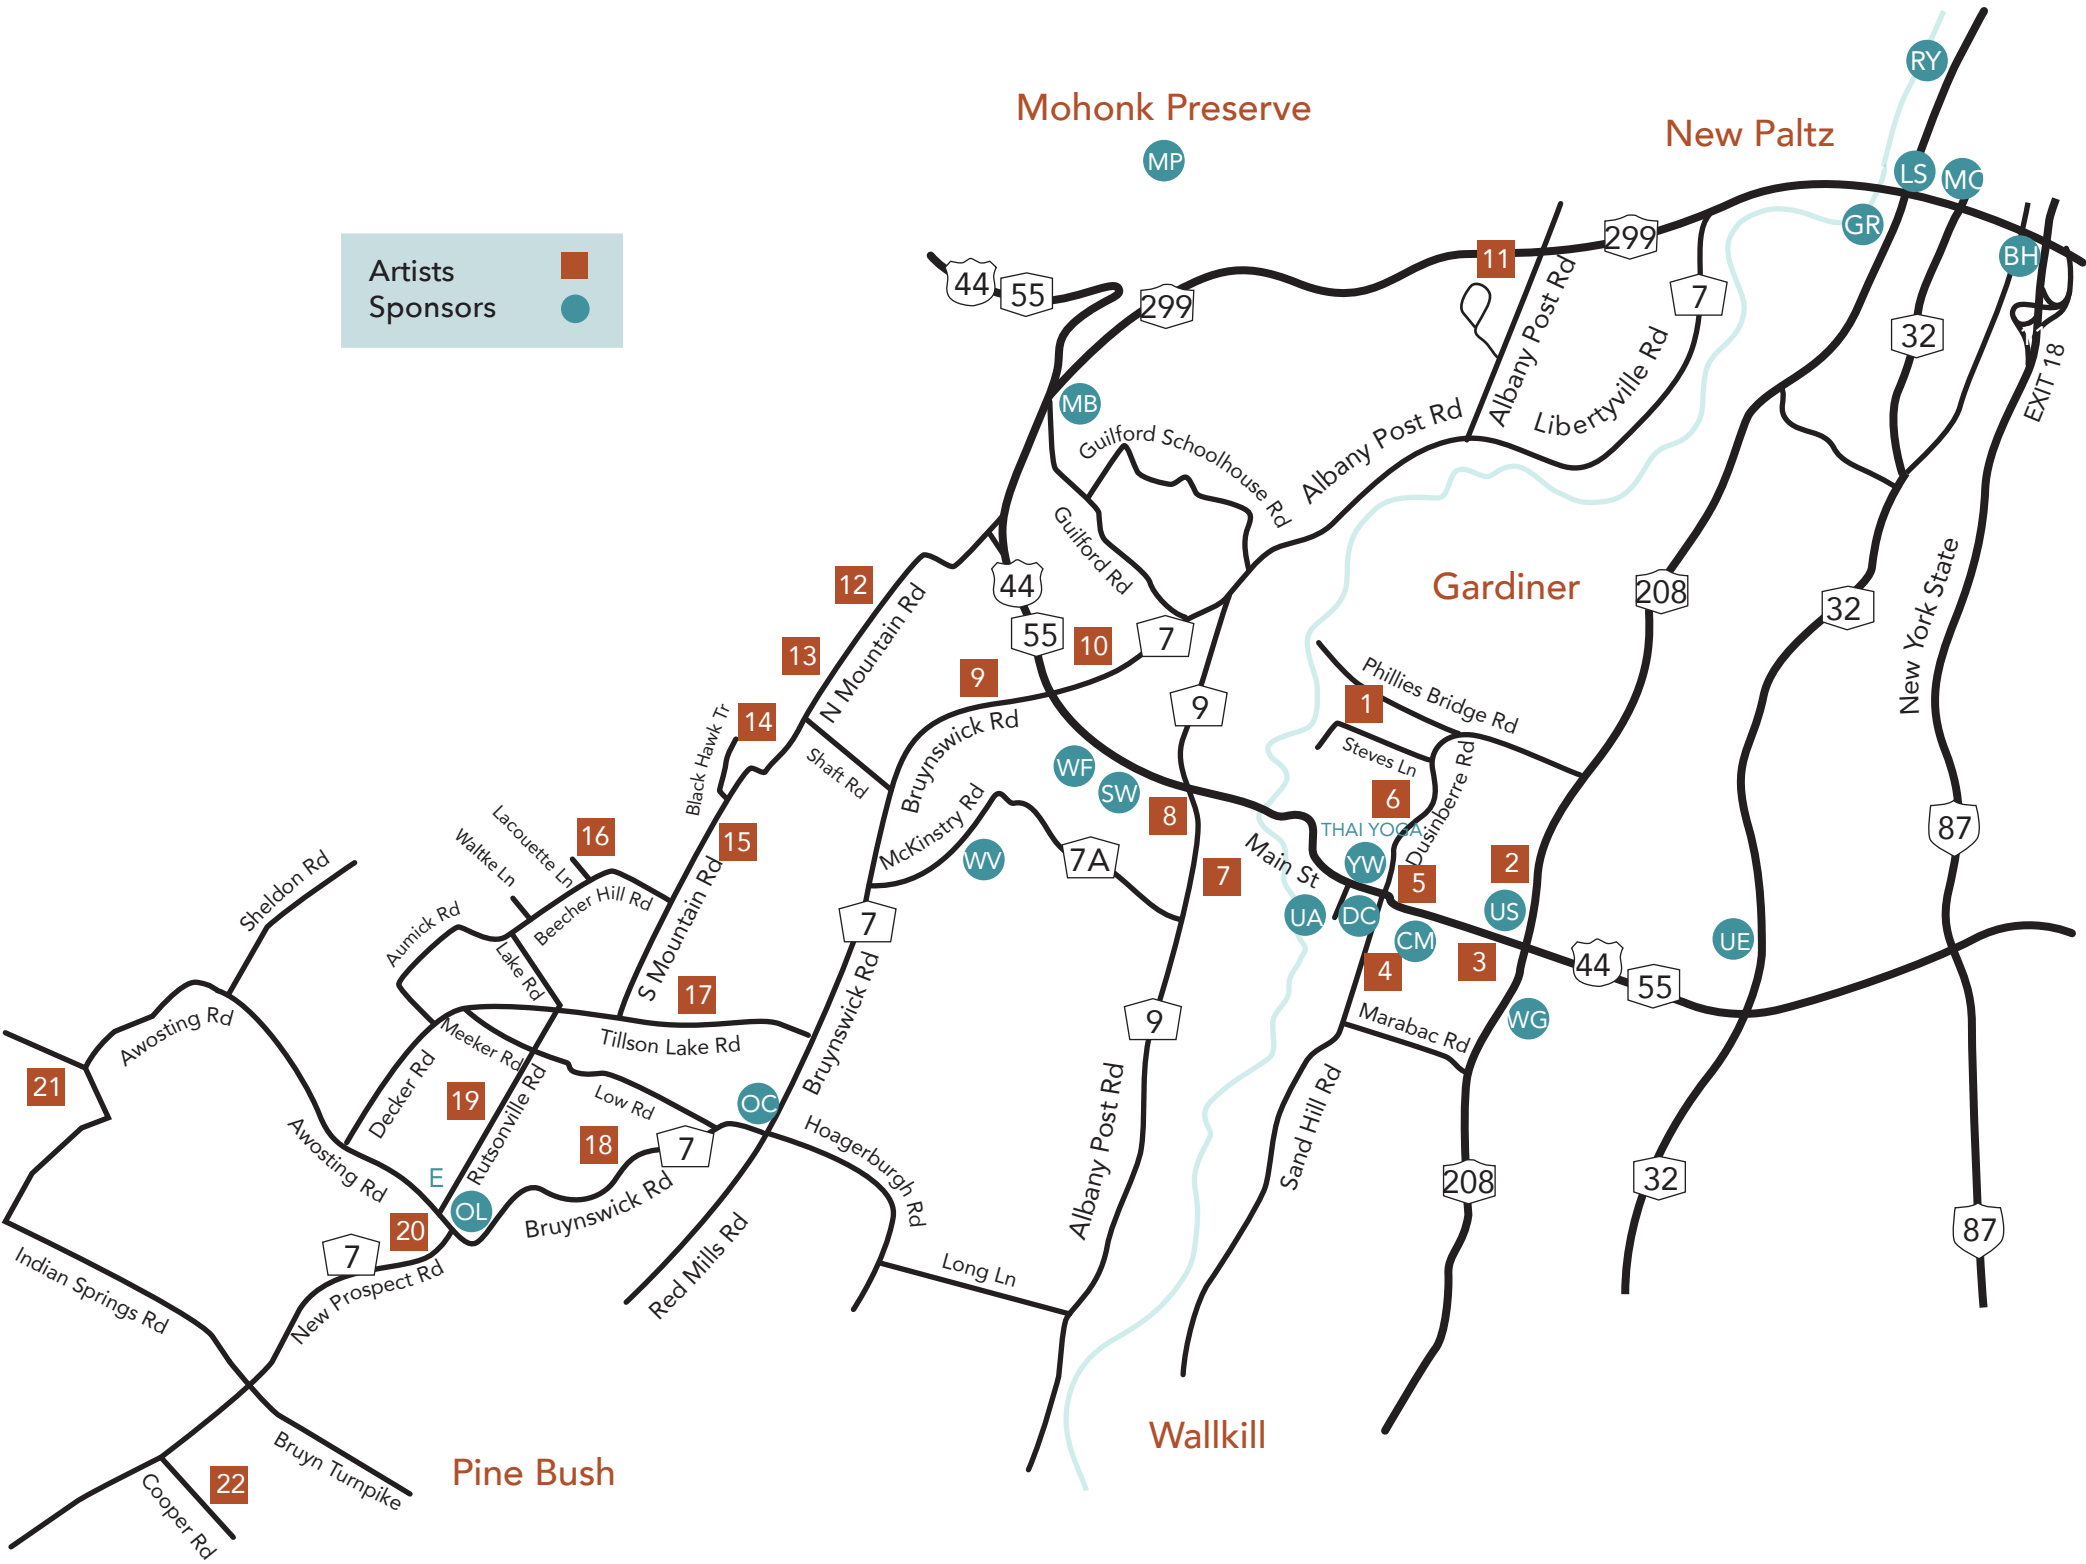 RY
Mohonk Preserve
New Paltz
MP
LS
MC
GR
BH
Artists
Sponsors
44
55
299
11
299
7
32
EXIT 18
Albany Post Rd
Libertyville Rd
MB
Guilford Schoolhouse Rd
Albany Post Rd
Guilford Rd
12
44
Gardiner
208
32
New York State
13
N Mountain Rd
55
10
7
9
Phillies Bridge Rd
1
9
Black Hawk Tr
14
Bruynswick Rd
Steves Ln
Shaft Rd
WF
SW
8
6
Dusinberre Rd
THAI YOGA
87
Lacouette Ln
16
15
Waltke Ln
McKinstry Rd
WV
7A
Main St
YW
2
7
5
Sheldon Rd
Beecher Hill Rd
Aumick Rd
S Mountain Rd
7
UA
DC
US
CM
UE
Lake Rd
4
3
44
55
17
Bruynswick Rd
9
Marabac Rd
WG
Awosting Rd
Meeker Rd
Tillson Lake Rd
21
Decker Rd
19
Rutsonville Rd
Low Rd
OC
Albany Post Rd
Sand Hill Rd
18
7
Hoagerburgh Rd
Awosting Rd
E
OL
208
32
20
Bruynswick Rd
87
7
Indian Springs Rd
New Prospect Rd
Red Mills Rd
Long Ln
Wallkill
Bruyn Turnpike
Pine Bush
22
Cooper Rd